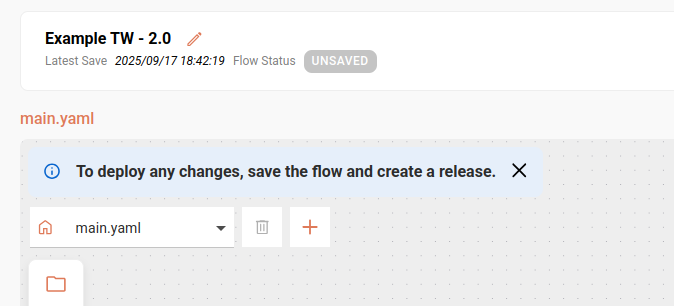 Example TW - 2.0
Latest Save 2025/09/17 18:42:19 Flow Status UNSAVED
main.yaml
To deploy any changes, save the flow and create a release.
main.yaml